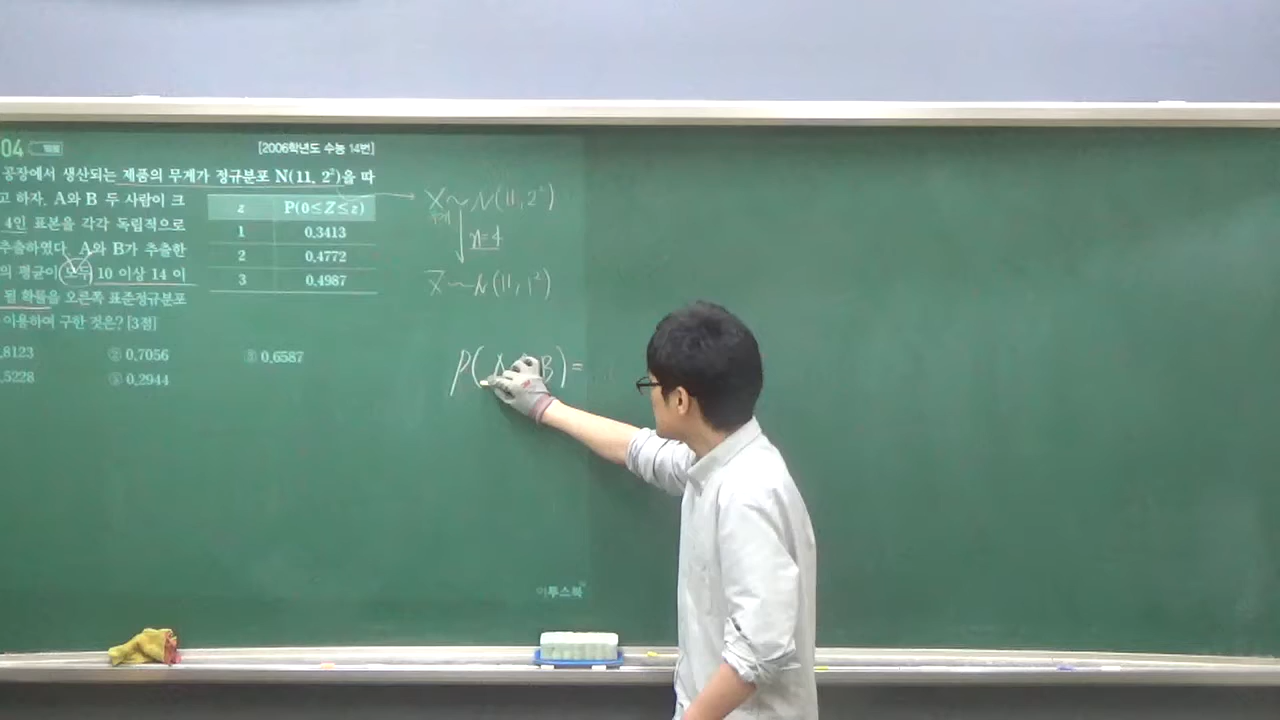 04
[2006학년도 수능 14번]
공장에서 생산되는 제품의 무게가 정규분포 N(11, 2²)을 따
고 하자. A와 B 두 사람이 크
4인 표본을 각각 독립적으로
추출하였다. A와 B가 추출한
의 평균이 모두 10 이상 14 이
될 확률을 오른쪽 표준정규분포
이용하여 구한 것은? [3점]
z P(0≤Z≤z)
1 0.3413
2 0.4772
3 0.4987
.8123 ② 0.7056 ③ 0.6587
.5228 ⑤ 0.2944
X~N(11, 2²)
n=4
X̄~N(11, 1²)
P( B)=
이투스북